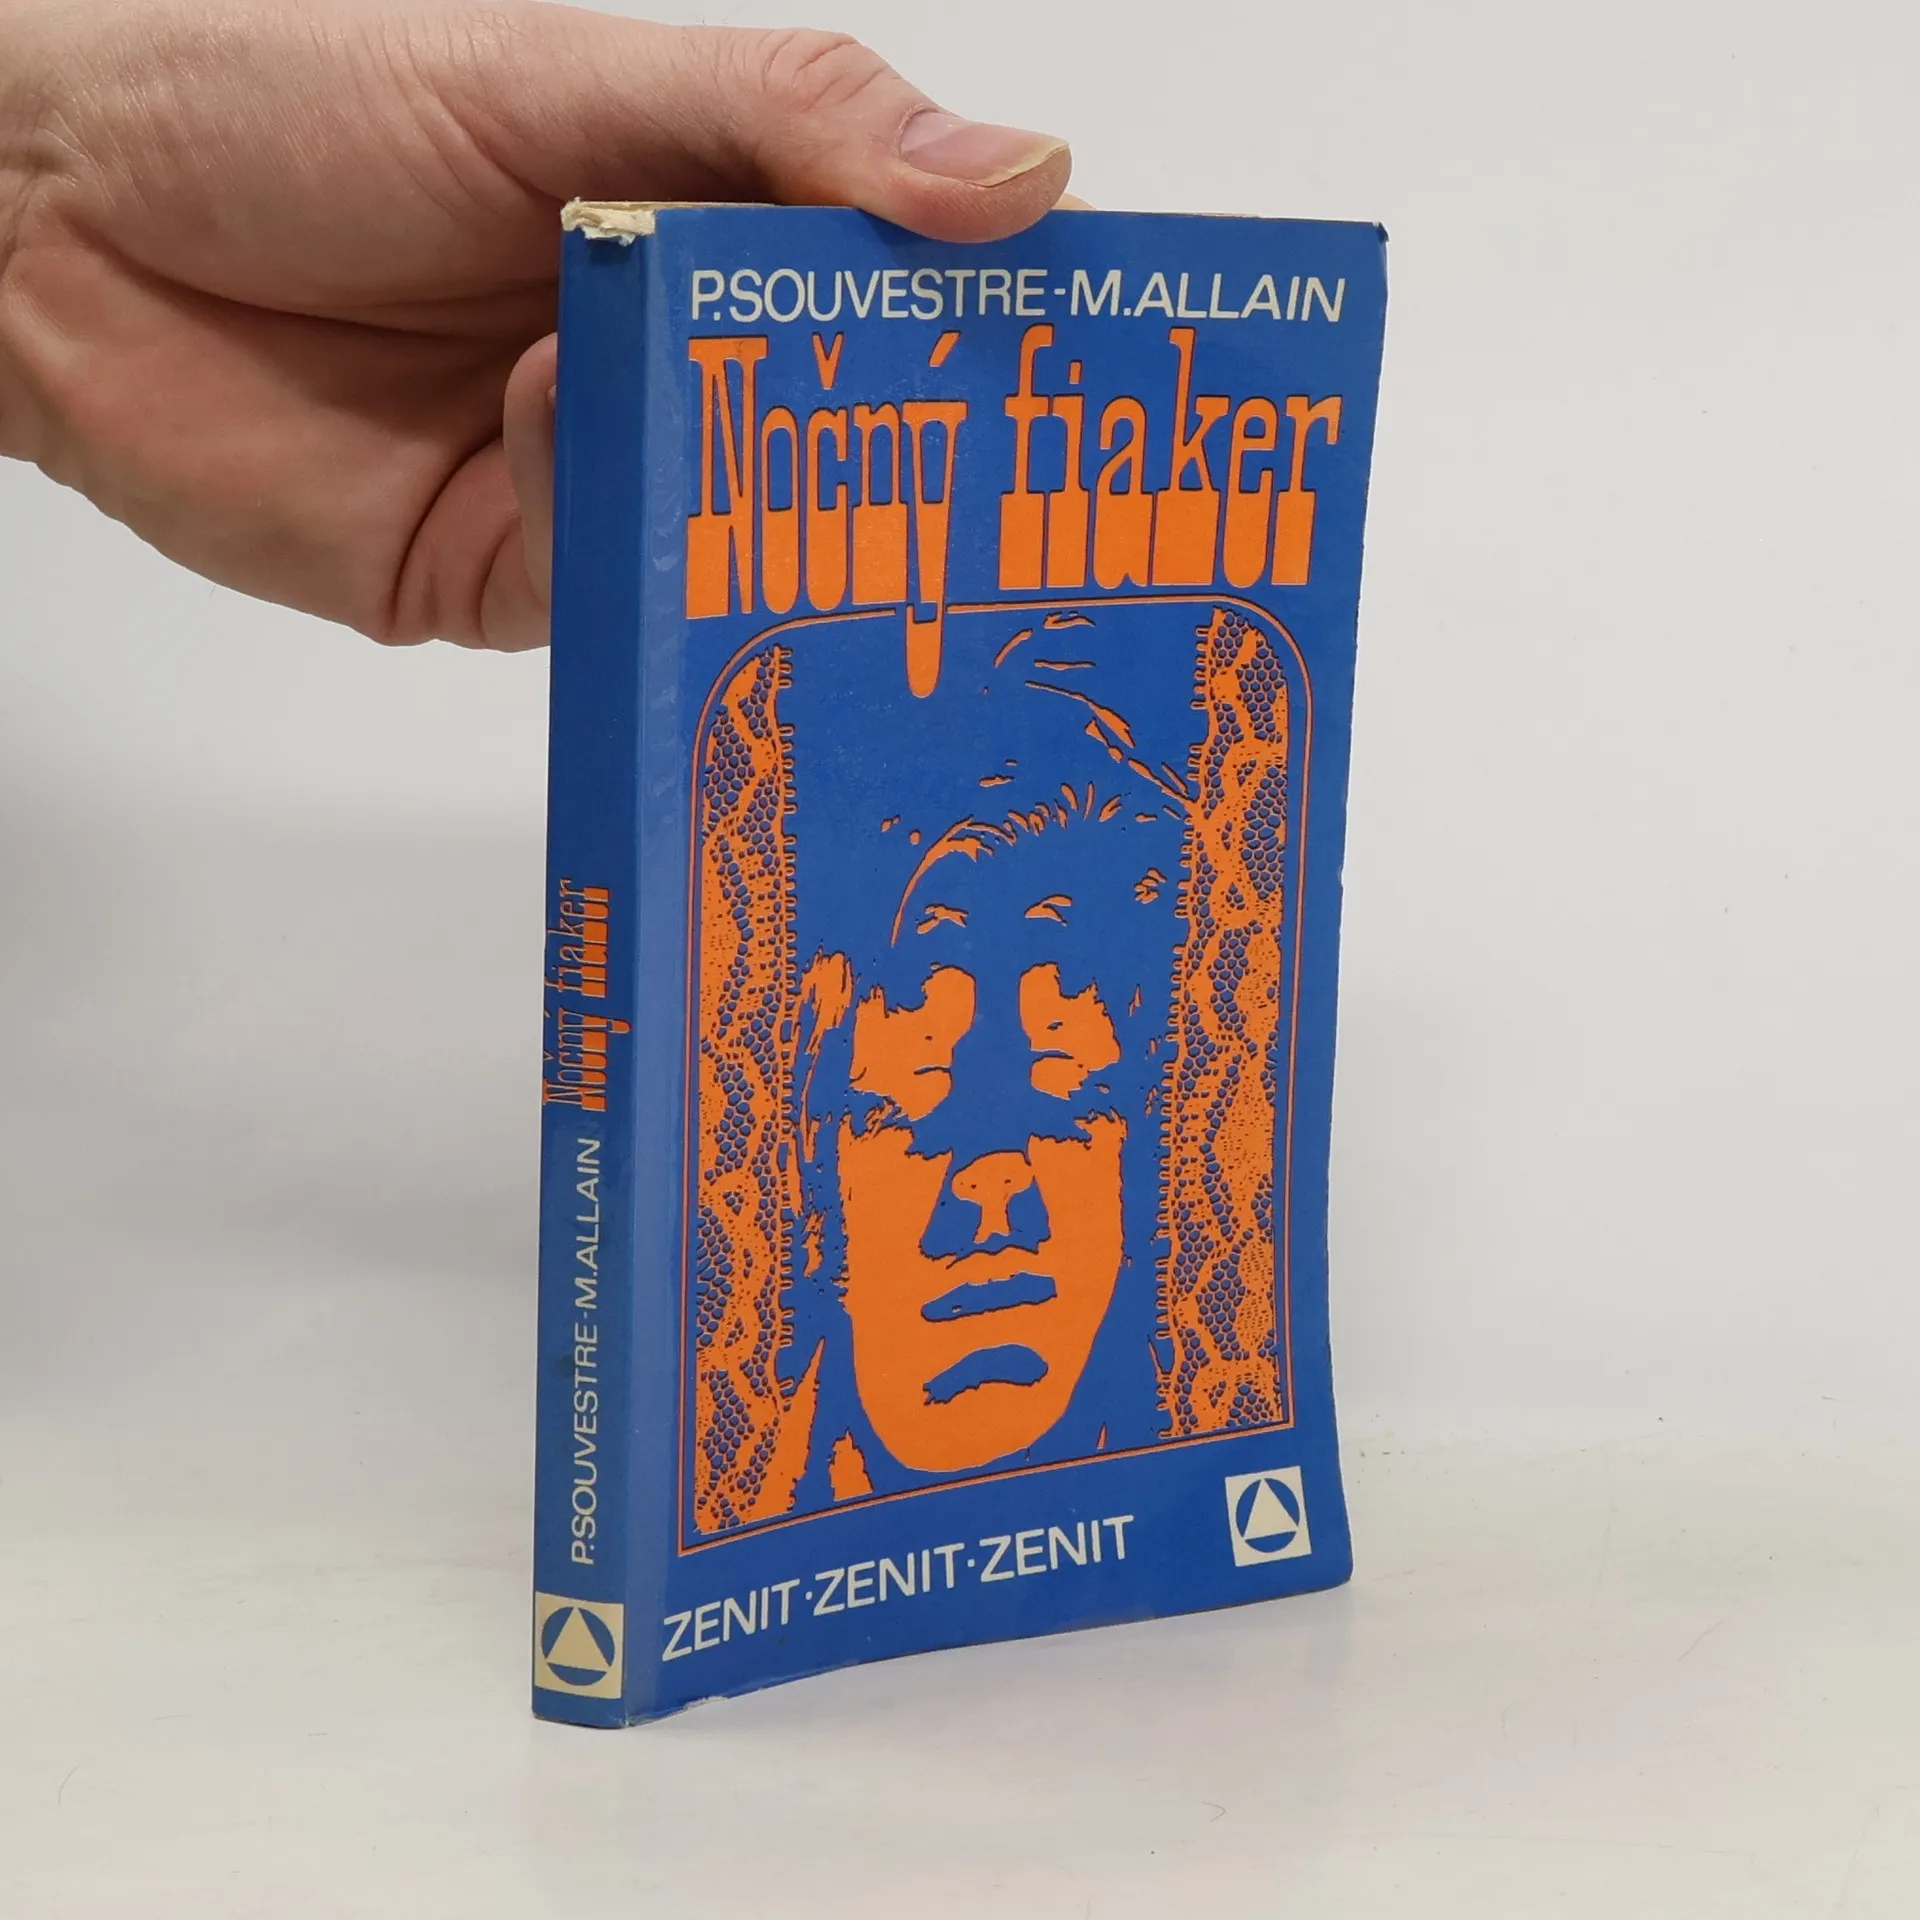 P.SOUVESTRE-M.ALLAIN
Nočný fiaker
ZENIT·ZENIT·ZENIT
P.SOUVESTRE-M.ALLAIN Nočný fiaker